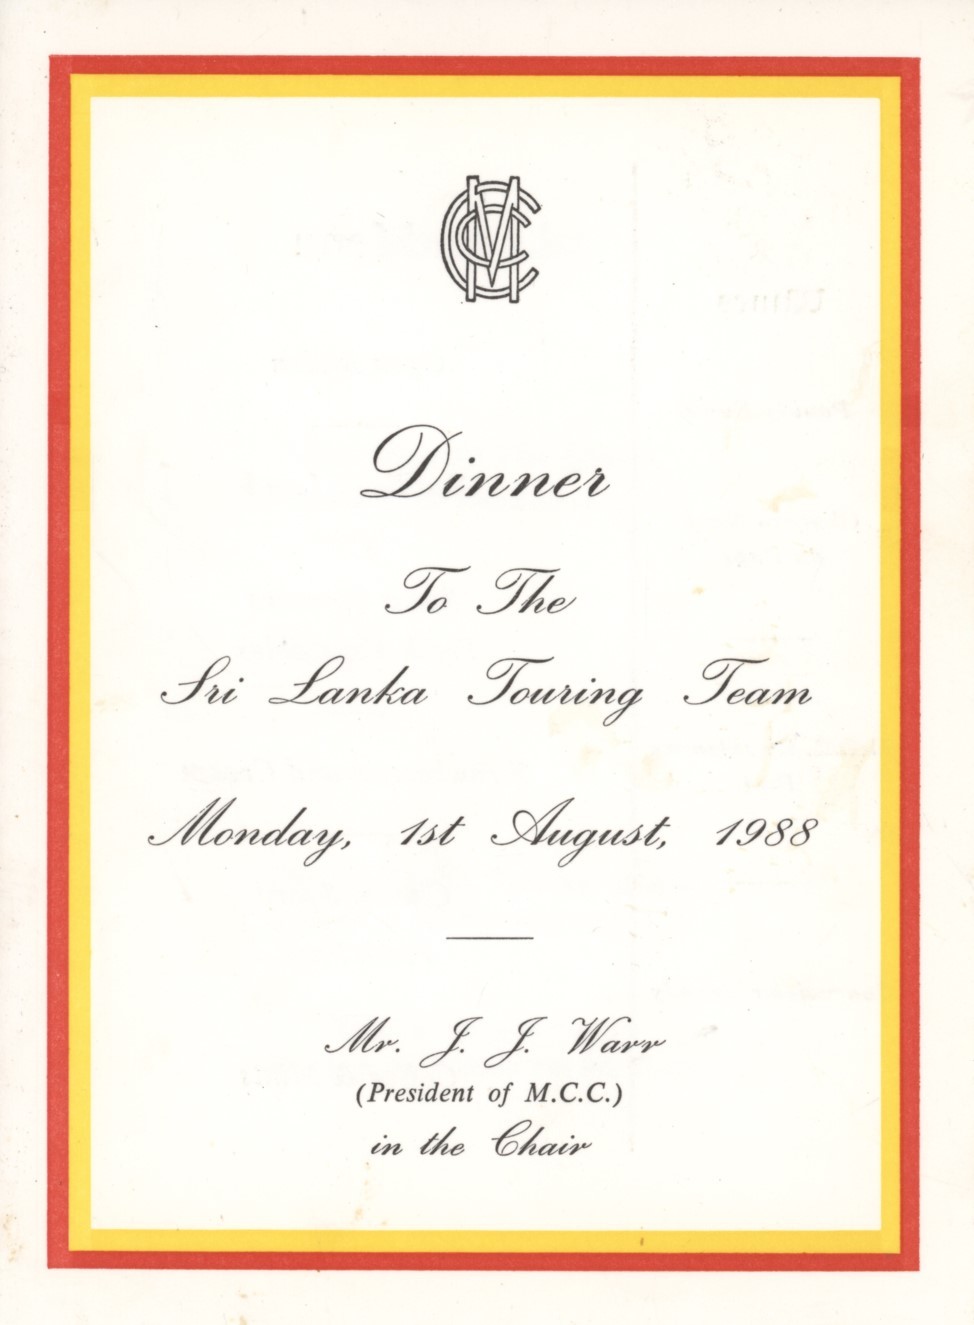 MCC
Dinner
To The
Sri Lanka Touring Team
Monday, 1st August, 1988
Mr. J. J. Warr
(President of M.C.C.)
in the Chair